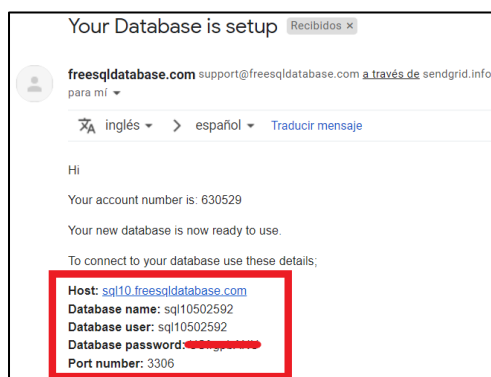 Your Database is setup Recibidos ×
freesqldatabase.com support@freesqldatabase.com a través de sendgrid.info
para mí
inglés > español Traducir mensaje
Hi
Your account number is: 630529
Your new database is now ready to use.
To connect to your database use these details;
Host: sql10.freesqldatabase.com
Database name: sql10502592
Database user: sql10502592
Database password:
Port number: 3306